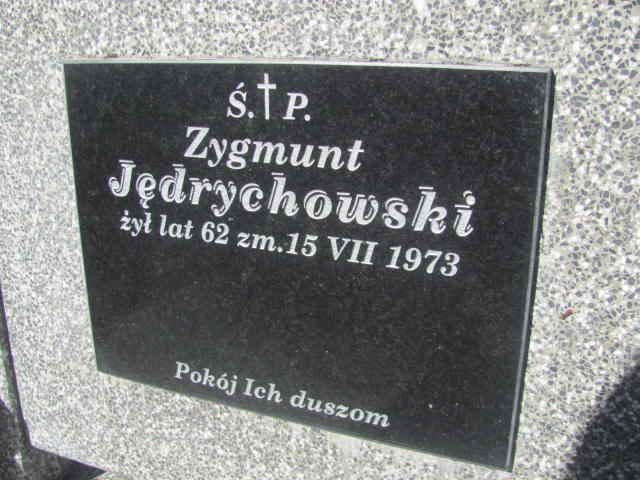 Ś.†P.
Zygmunt
Jędrychowski
żył lat 62 zm.15 VII 1973
Pokój Ich duszom